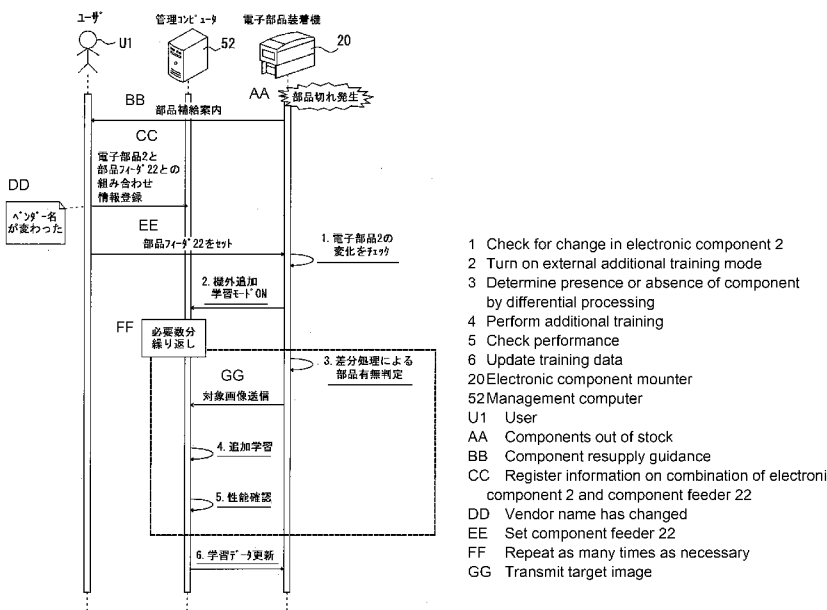 ユーザ
管理コンピュータ
電子部品装着機
U1
52
20
AA
部品切れ発生
BB
部品補給案内
CC
電子部品2と
部品フィーダ22との
組み合わせ
情報登録
DD
ベンダー名
が変わった
EE
部品フィーダ22をセット
1. 電子部品2の
変化をチェック
2. 機外追加
学習モードON
FF
必要数分
繰り返し
3. 差分処理による
部品有無判定
GG
対象画像送信
4. 追加学習
5. 性能確認
6. 学習データ更新
1 Check for change in electronic component 2
2 Turn on external additional training mode
3 Determine presence or absence of component
by differential processing
4 Perform additional training
5 Check performance
6 Update training data
20 Electronic component mounter
52 Management computer
U1 User
AA Components out of stock
BB Component resupply guidance
CC Register information on combination of electroni
component 2 and component feeder 22
DD Vendor name has changed
EE Set component feeder 22
FF Repeat as many times as necessary
GG Transmit target image